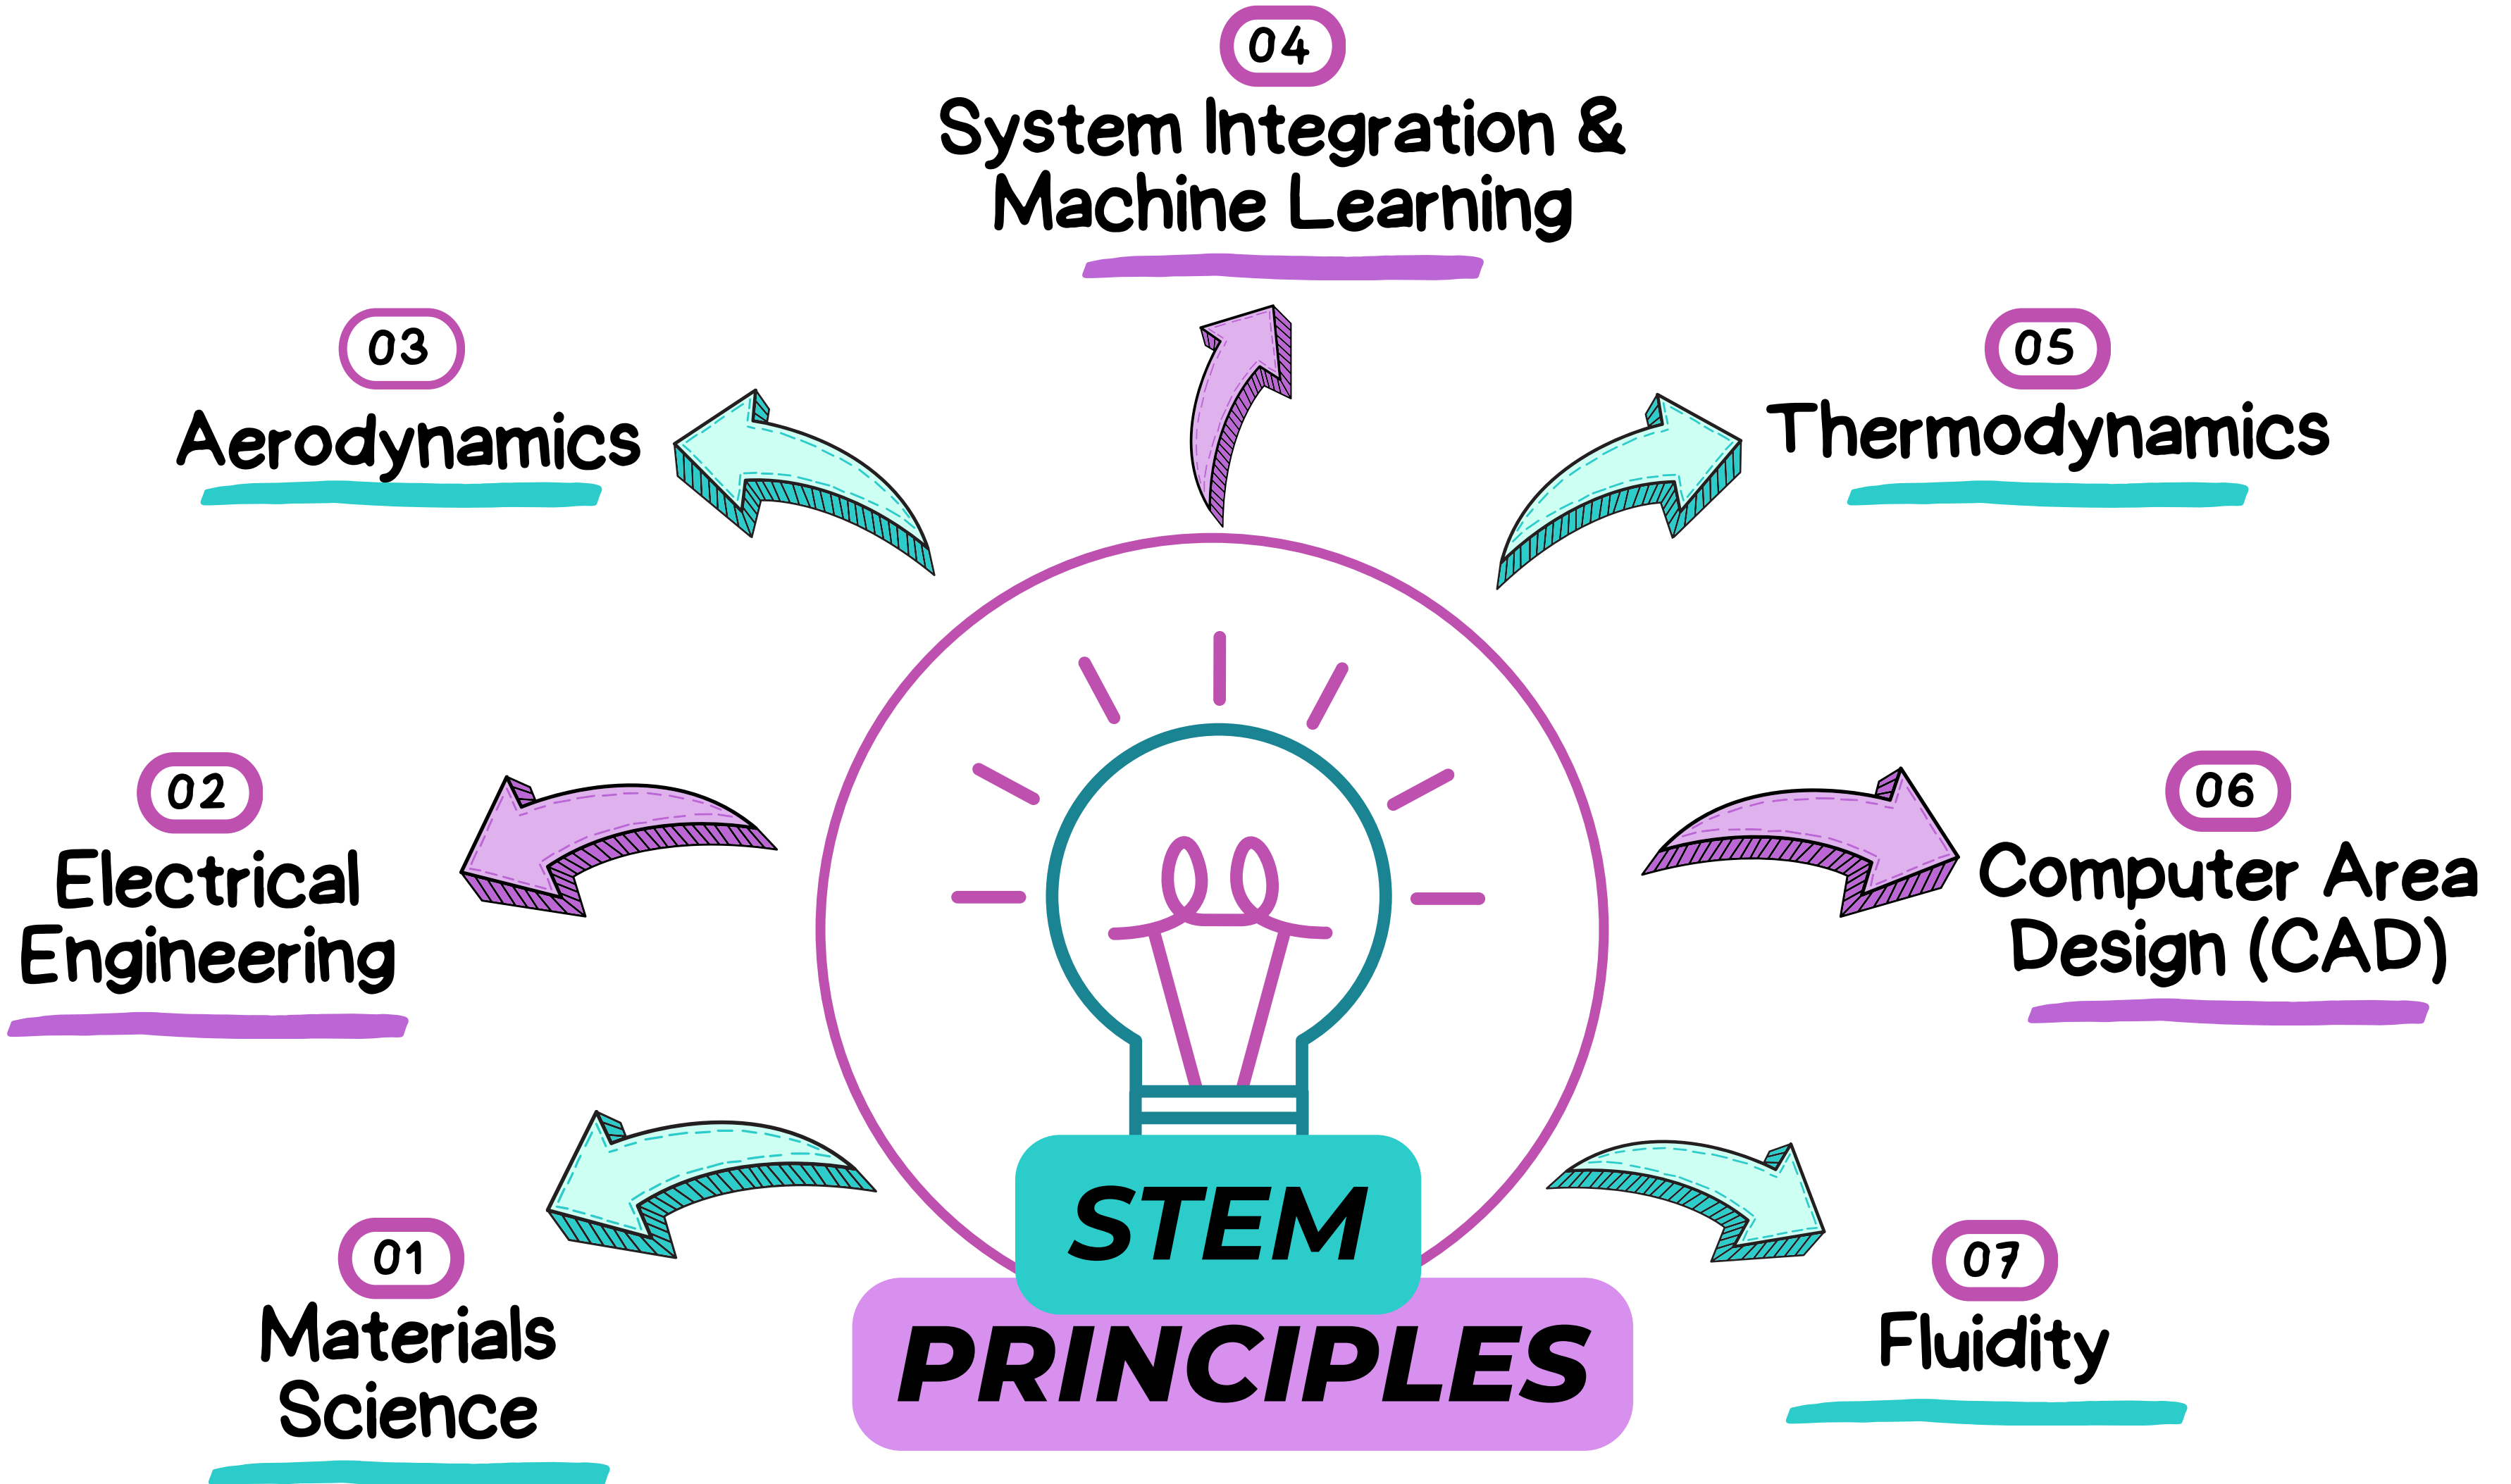 04
System Integration &
Machine Learning
03
Aerodynamics
05
Thermodynamics
02
Electrical
Engineering
06
Computer Area
Design (CAD)
01
Materials
Science
07
Fluidity
STEM
PRINCIPLES